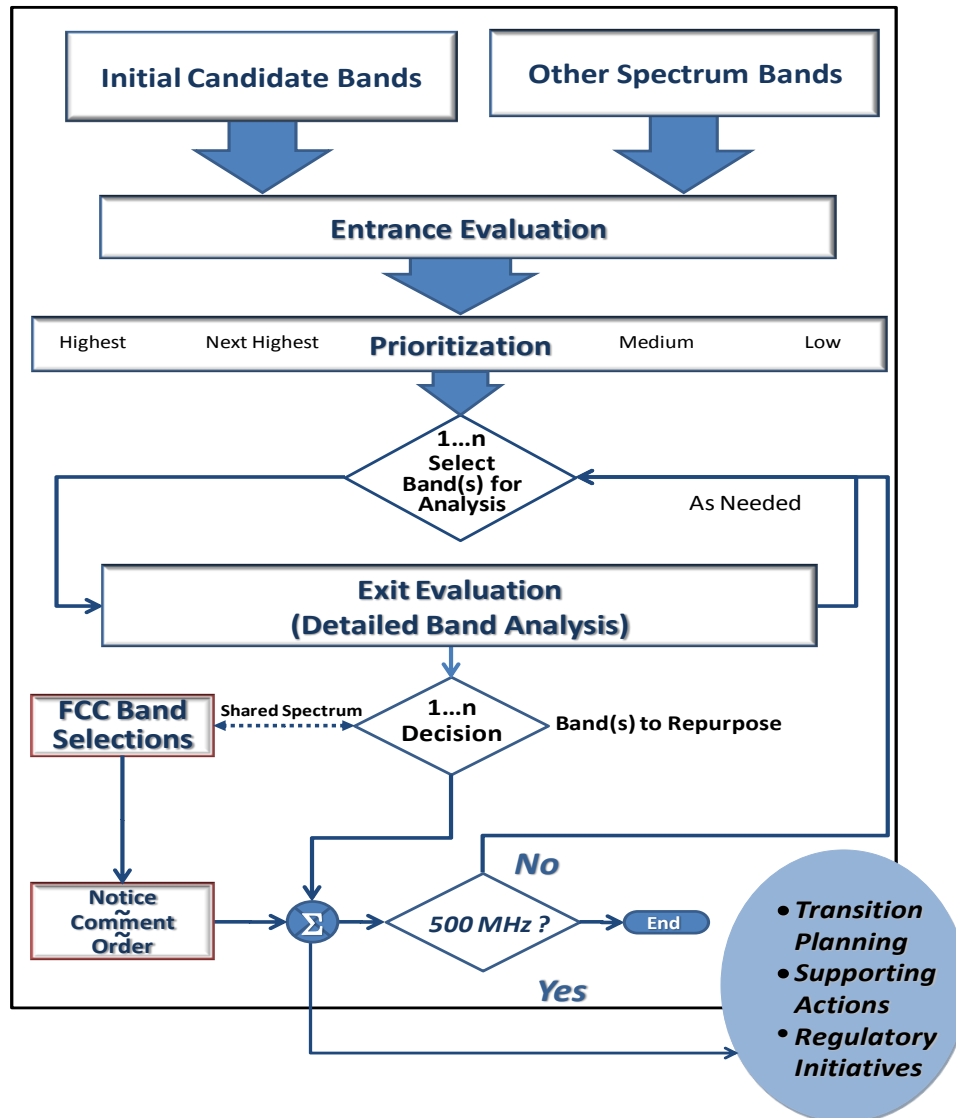 Initial Candidate Bands
Other Spectrum Bands
Entrance Evaluation
Highest
Next Highest
Prioritization
Medium
Low
1...n
Select
Band(s) for
Analysis
As Needed
Exit Evaluation
(Detailed Band Analysis)
FCC Band
Selections
Shared Spectrum
1...n
Decision
Band(s) to Repurpose
Notice
~
Comment
~
Order
Σ
No
500 MHz ?
End
Yes
• Transition
Planning
• Supporting
Actions
• Regulatory
Initiatives